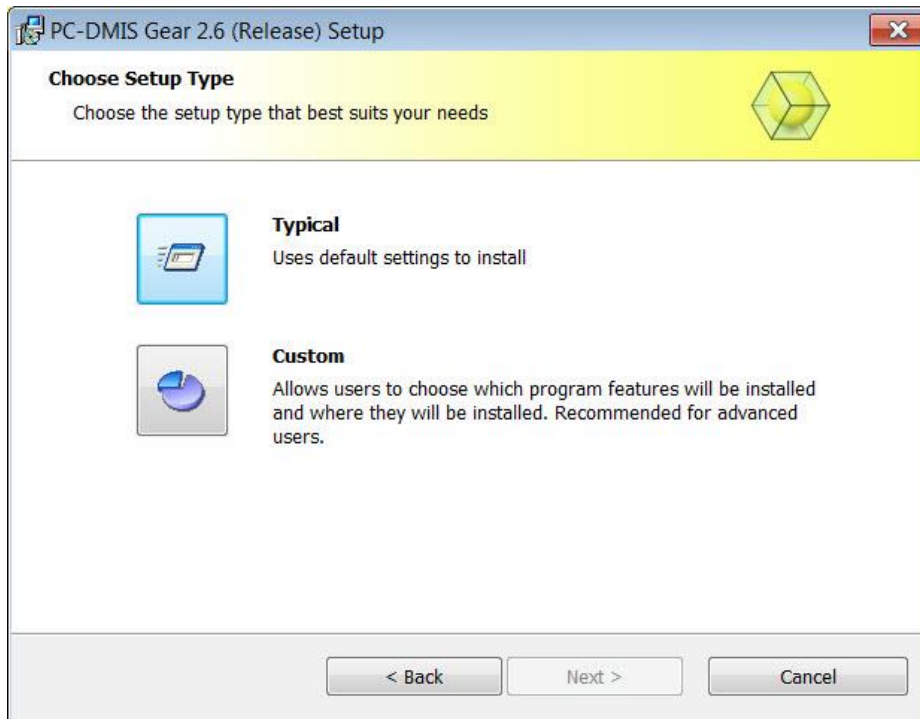 PC-DMIS Gear 2.6 (Release) Setup
Choose Setup Type
Choose the setup type that best suits your needs
Typical
Uses default settings to install
Custom
Allows users to choose which program features will be installed
and where they will be installed. Recommended for advanced
users.
< Back
Next >
Cancel